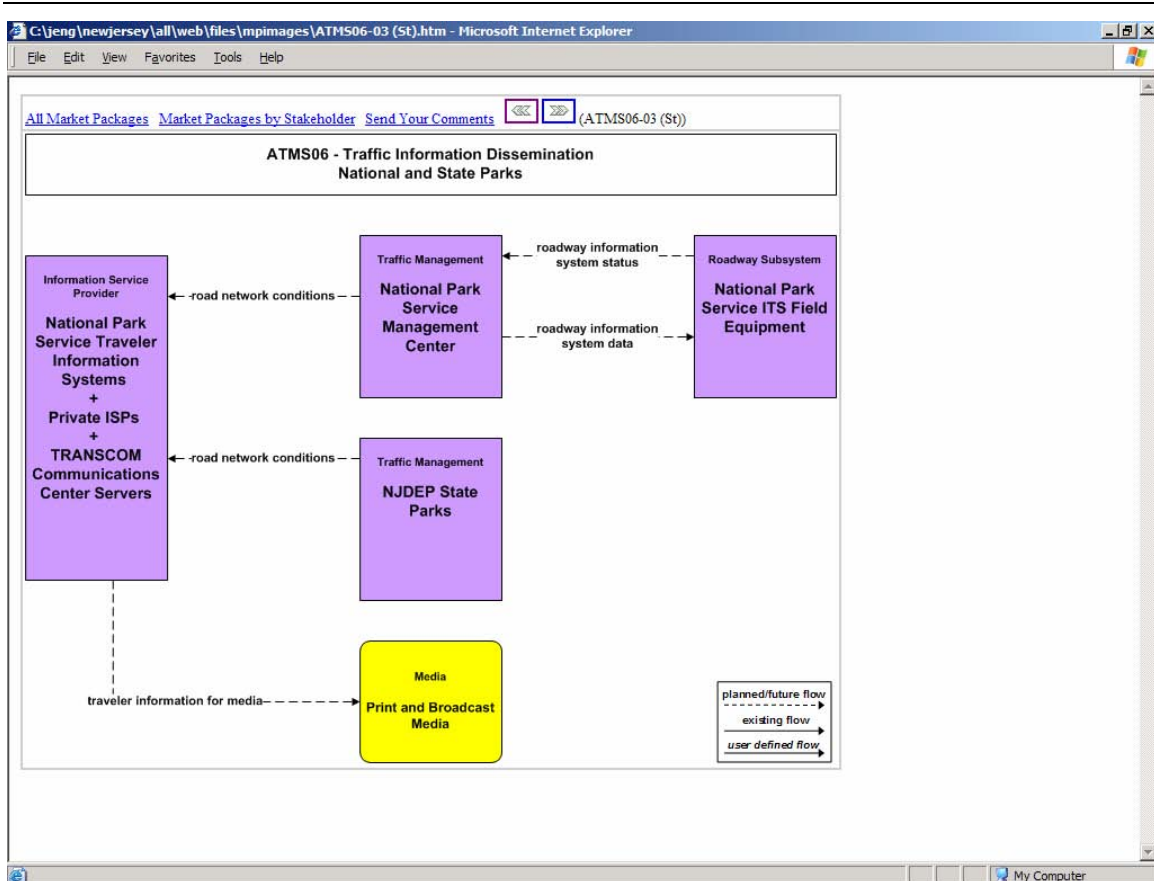 C:\jeng\newjersey\all\web\files\mpimages\ATMS06-03 (St).htm - Microsoft Internet Explorer
File Edit View Favorites Tools Help
All Market Packages Market Packages by Stakeholder Send Your Comments (ATMS06-03 (St))
ATMS06 - Traffic Information Dissemination
National and State Parks
Information Service
Provider
National Park
Service Traveler
Information
Systems
+
Private ISPs
+
TRANSCOM
Communications
Center Servers
road network conditions
Traffic Management
National Park
Service
Management
Center
roadway information
system status
roadway information
system data
Roadway Subsystem
National Park
Service ITS Field
Equipment
road network conditions
Traffic Management
NJDEP State
Parks
traveler information for media
Media
Print and Broadcast
Media
planned/future flow
existing flow
user defined flow
My Computer